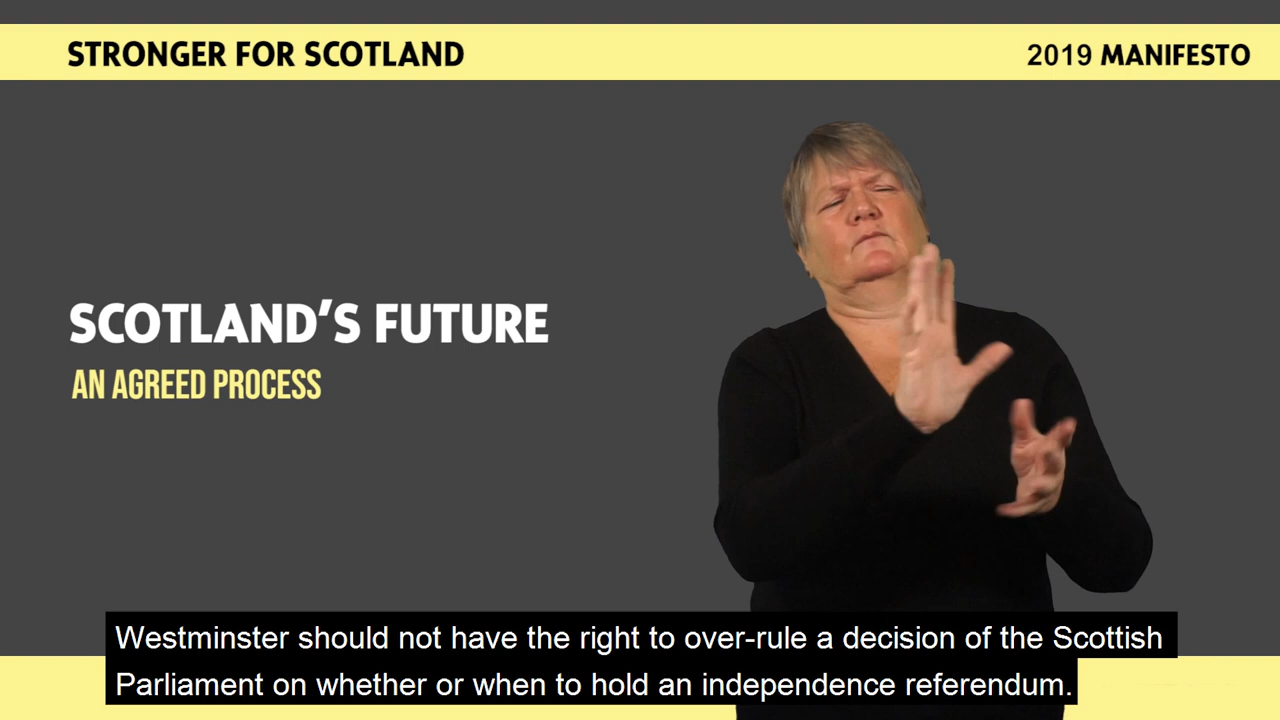 STRONGER FOR SCOTLAND
2019 MANIFESTO
SCOTLAND'S FUTURE
AN AGREED PROCESS
Westminster should not have the right to over-rule a decision of the Scottish
Parliament on whether or when to hold an independence referendum.